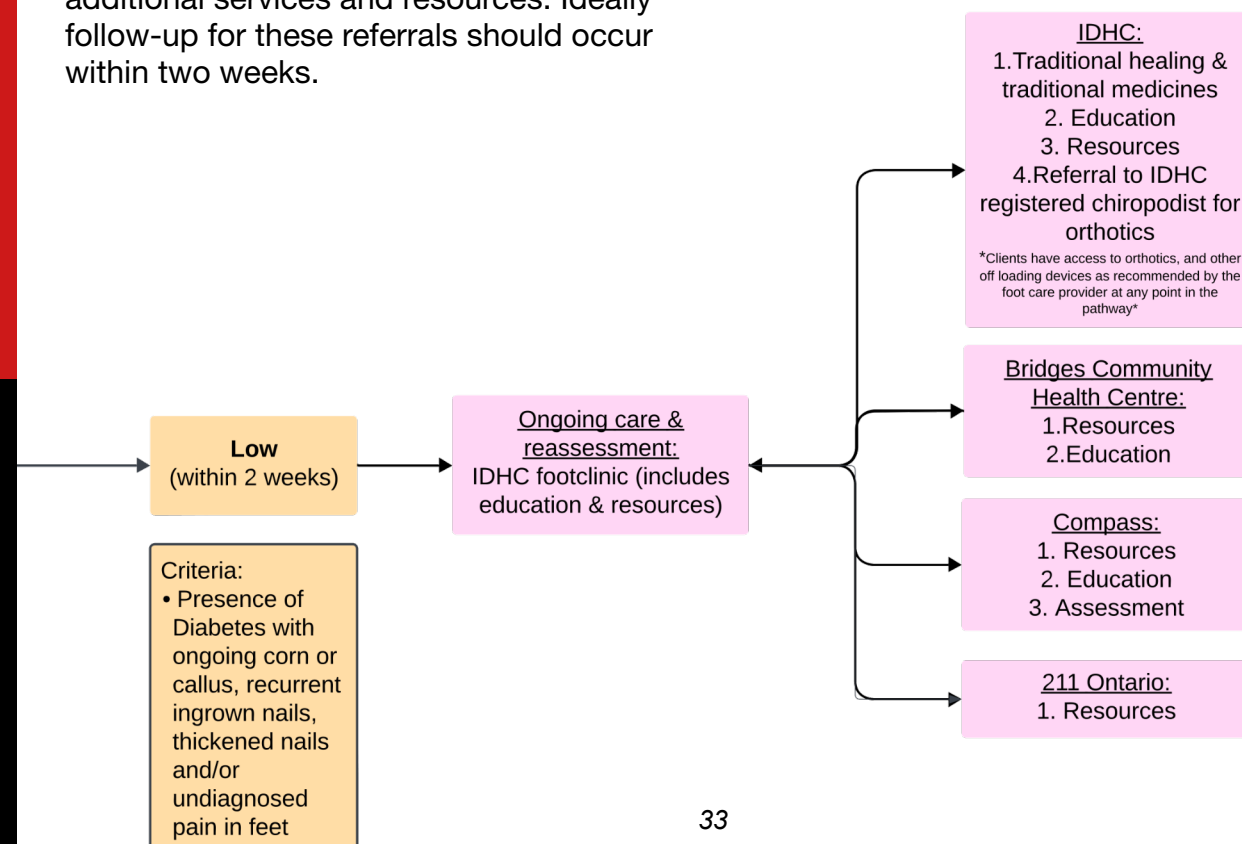 additional services and resources. Ideally
follow-up for these referrals should occur
within two weeks.
Low
(within 2 weeks)
Criteria:
• Presence of
Diabetes with
ongoing corn or
callus, recurrent
ingrown nails,
thickened nails
and/or
undiagnosed
pain in feet
Ongoing care &
reassessment:
IDHC footclinic (includes
education & resources)
IDHC:
1.Traditional healing &
traditional medicines
2. Education
3. Resources
4.Referral to IDHC
registered chiropodist for
orthotics
*Clients have access to orthotics, and other
off loading devices as recommended by the
foot care provider at any point in the
pathway*
Bridges Community
Health Centre:
1.Resources
2.Education
Compass:
1. Resources
2. Education
3. Assessment
211 Ontario:
1. Resources
33